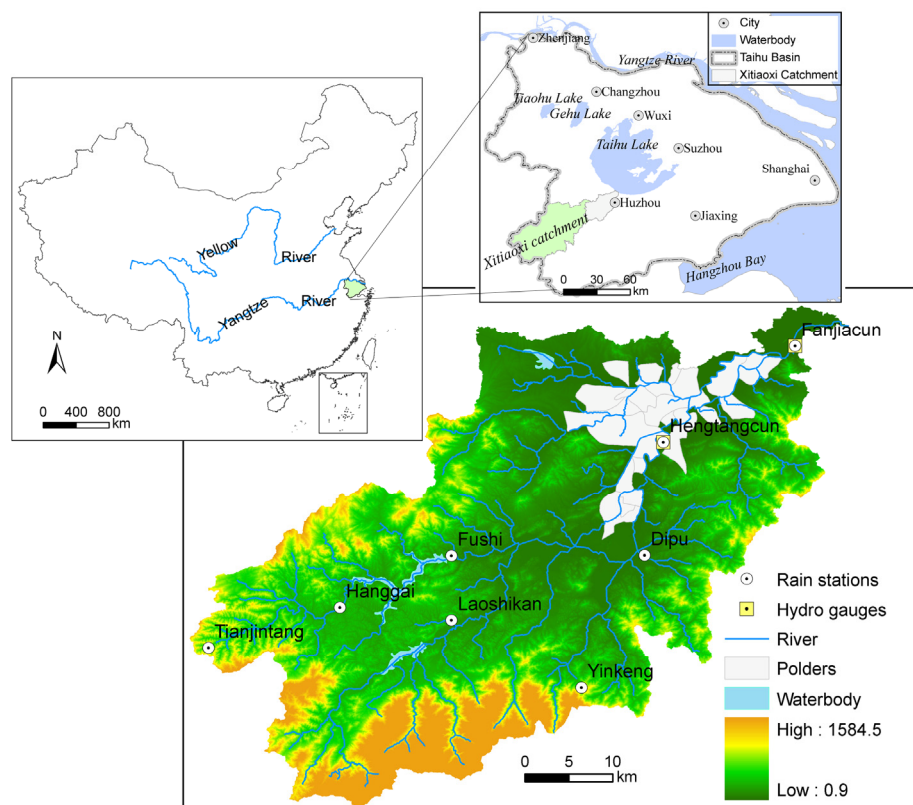 Yellow
River
Yangtze
River
N
0 400 800
km
Zhenjiang
Yangtze River
Changzhou
Tiaohu Lake
Gehu Lake
Wuxi
Taihu Lake
Suzhou
Shanghai
Huzhou
Jiaxing
Xitiaoxi catchment
Hangzhou Bay
0 30 60
km
City
Waterbody
Taihu Basin
Xitiaoxi Catchment
Fanjiacun
Hengtangcun
Fushi
Dipu
Hanggai
Laoshikan
Tianjintang
Yinkeng
0 5 10
km
Rain stations
Hydro gauges
River
Polders
Waterbody
High : 1584.5
Low : 0.9